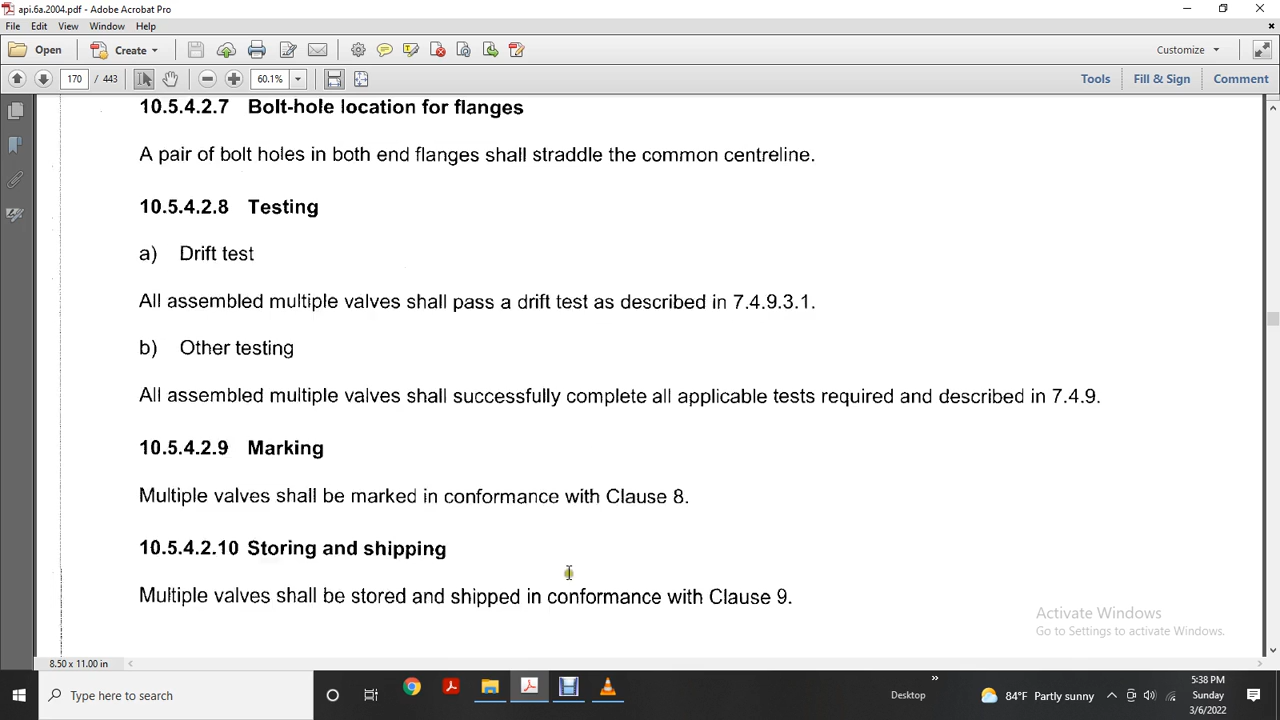 api.6a.2004.pdf - Adobe Acrobat Pro
File Edit View Window Help
Open Create Customize
170 / 443 60.1% Tools Fill & Sign Comment
10.5.4.2.7 Bolt-hole location for flanges
A pair of bolt holes in both end flanges shall straddle the common centreline.
10.5.4.2.8 Testing
a) Drift test
All assembled multiple valves shall pass a drift test as described in 7.4.9.3.1.
b) Other testing
All assembled multiple valves shall successfully complete all applicable tests required and described in 7.4.9.
10.5.4.2.9 Marking
Multiple valves shall be marked in conformance with Clause 8.
10.5.4.2.10 Storing and shipping
Multiple valves shall be stored and shipped in conformance with Clause 9.
Activate Windows
Go to Settings to activate Windows.
8.50 x 11.00 in
Type here to search Desktop » 84°F Partly sunny 5:38 PM
Sunday
3/6/2022